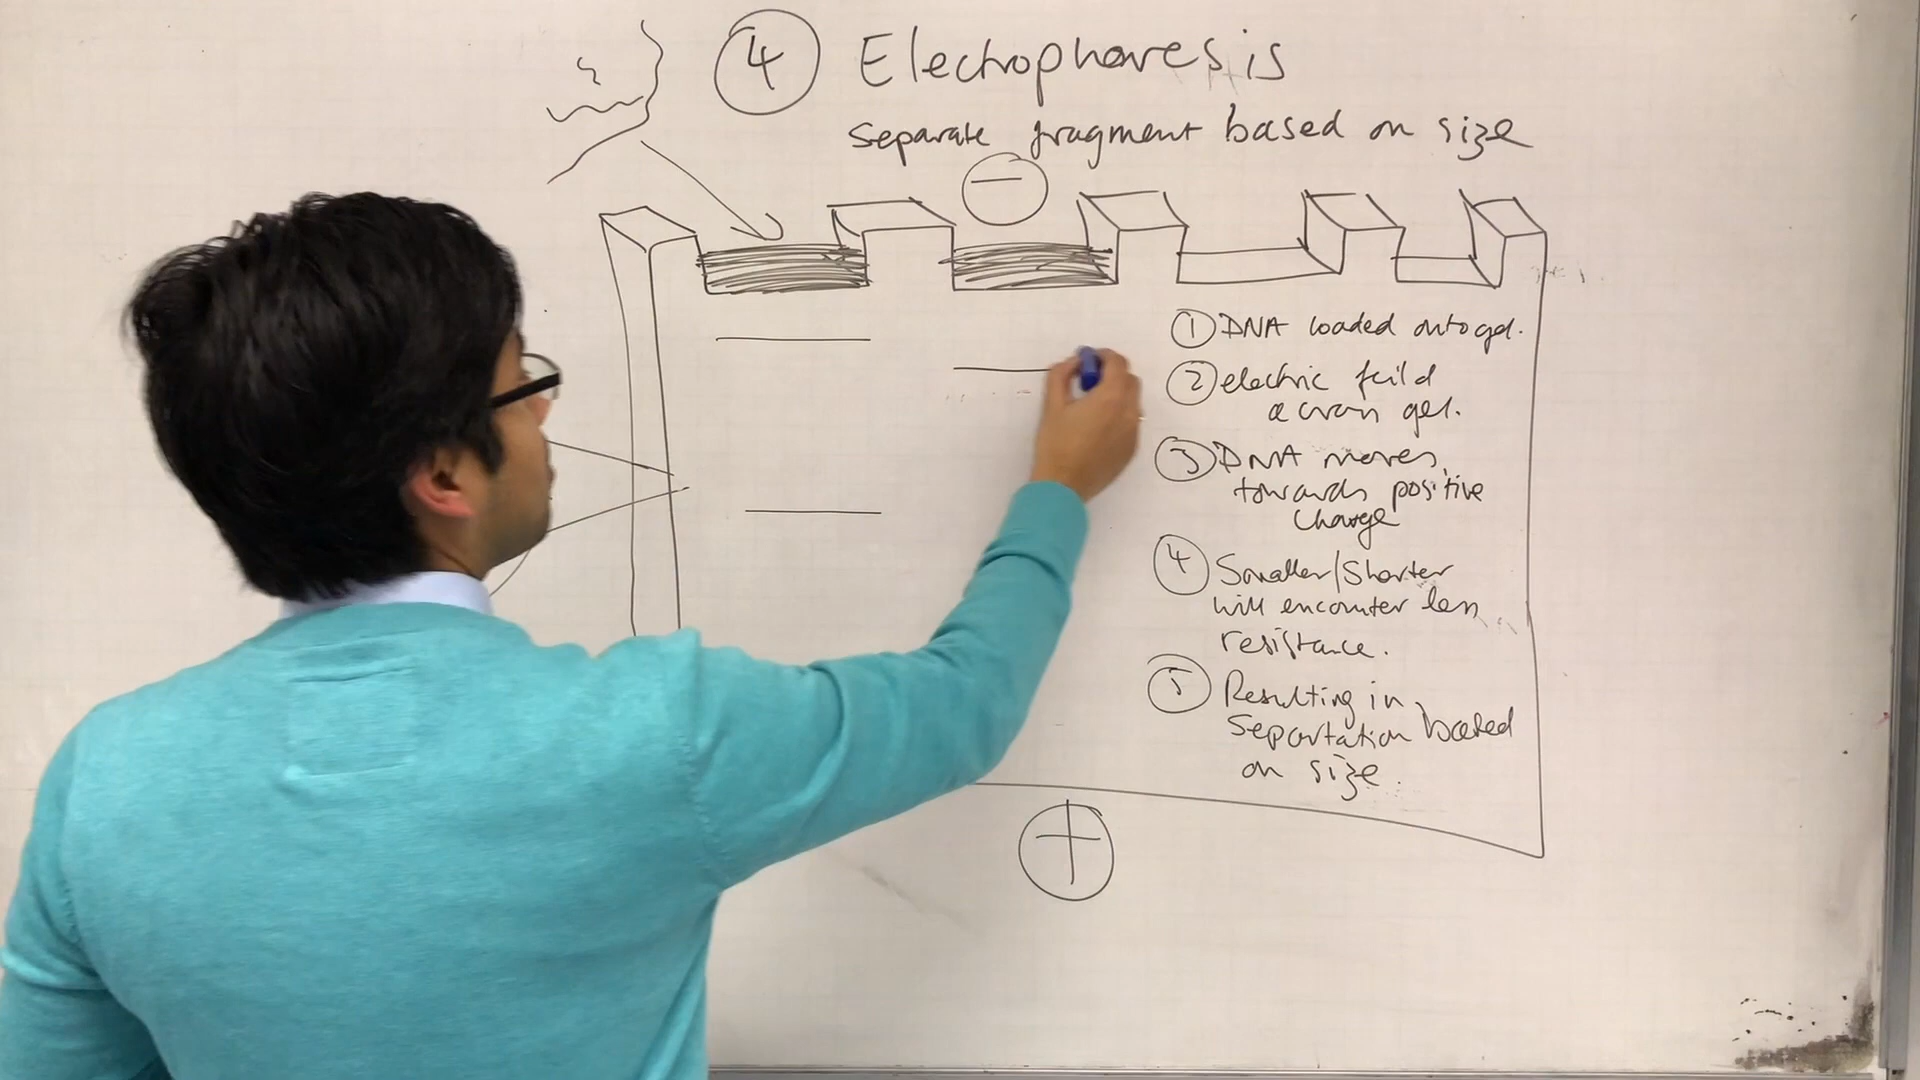 ④ Electrophoresis
separate fragment based on size
−
① DNA loaded onto gel.
② electric feild
across gel.
③ DNA moves
towards positive
charge
④ Smaller/Shorter
will encounter less
resistance.
⑤ Resulting in
Separtation based
on size.
+